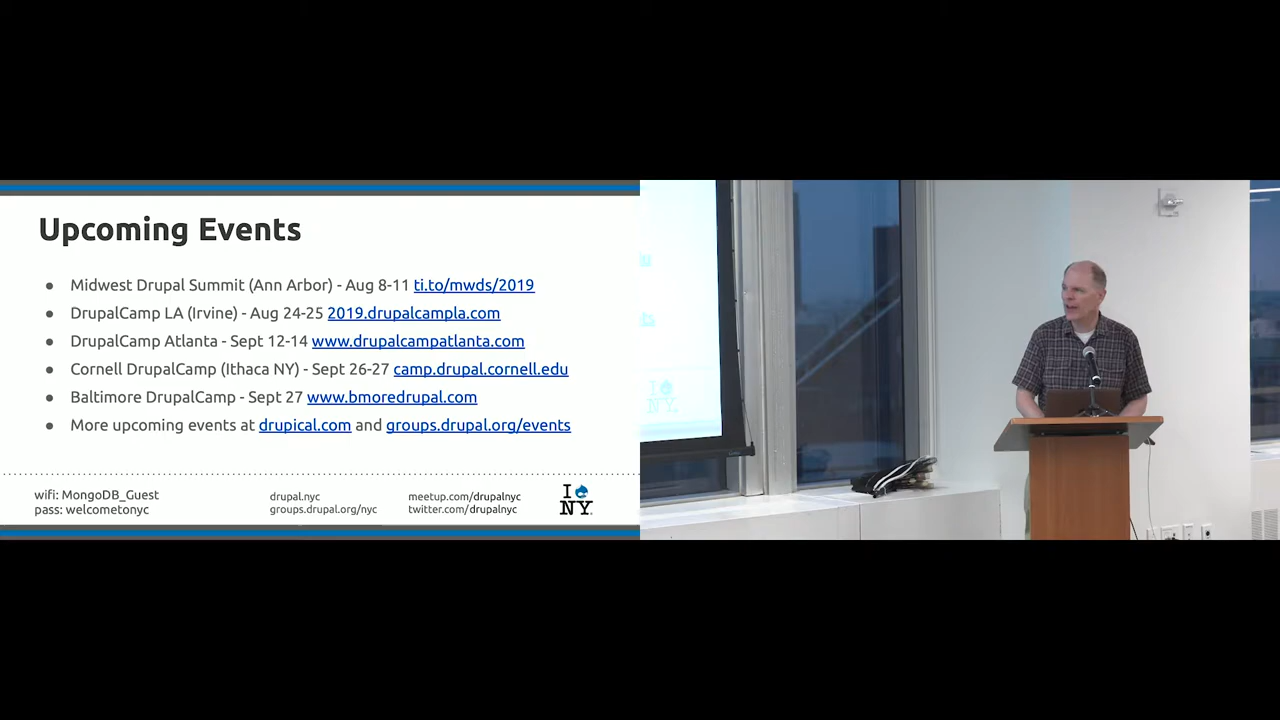 Upcoming Events
● Midwest Drupal Summit (Ann Arbor) - Aug 8-11 ti.to/mwds/2019
● DrupalCamp LA (Irvine) - Aug 24-25 2019.drupalcampla.com
● DrupalCamp Atlanta - Sept 12-14 www.drupalcampatlanta.com
● Cornell DrupalCamp (Ithaca NY) - Sept 26-27 camp.drupal.cornell.edu
● Baltimore DrupalCamp - Sept 27 www.bmoredrupal.com
● More upcoming events at drupical.com and groups.drupal.org/events
wifi: MongoDB_Guest
pass: welcometonyc
drupal.nyc
groups.drupal.org/nyc
meetup.com/drupalnyc
twitter.com/drupalnyc
I
NY
NY